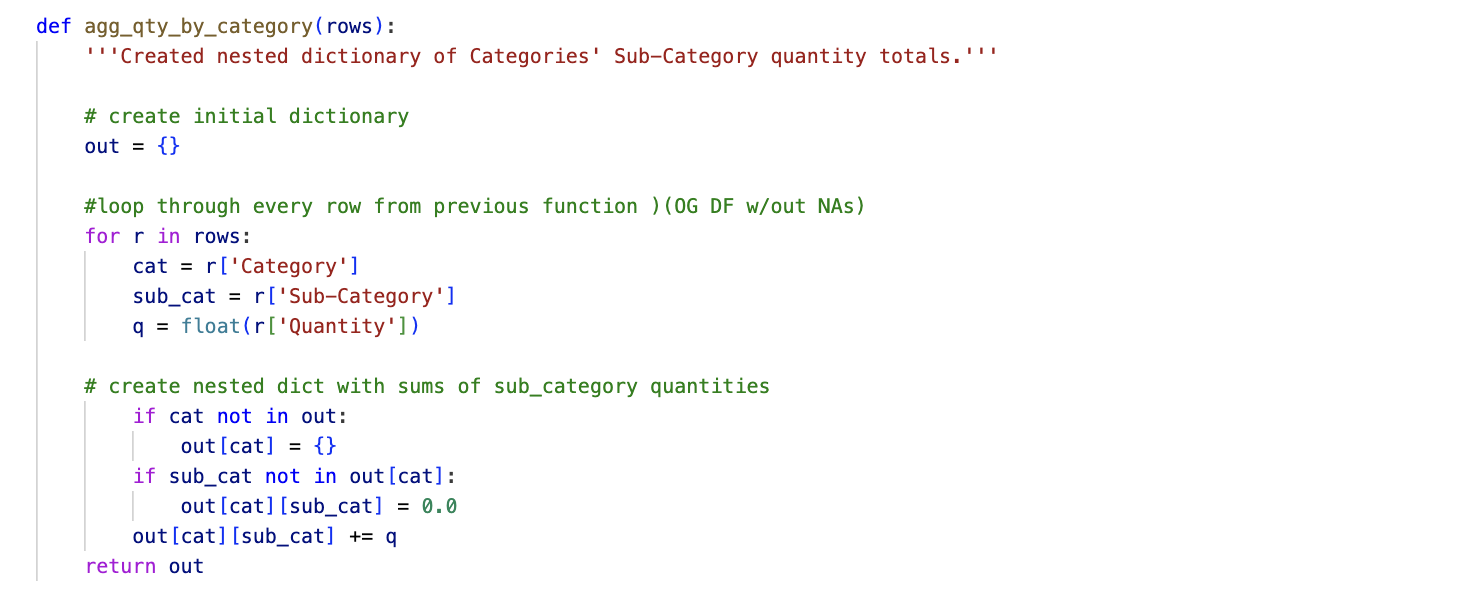 def agg_qty_by_category(rows):
    '''Created nested dictionary of Categories' Sub-Category quantity totals.'''
    # create initial dictionary
    out = {}
    #loop through every row from previous function )(OG DF w/out NAs)
    for r in rows:
        cat = r['Category']
        sub_cat = r['Sub-Category']
        q = float(r['Quantity'])
    # create nested dict with sums of sub_category quantities
        if cat not in out:
            out[cat] = {}
        if sub_cat not in out[cat]:
            out[cat][sub_cat] = 0.0
        out[cat][sub_cat] += q
    return out